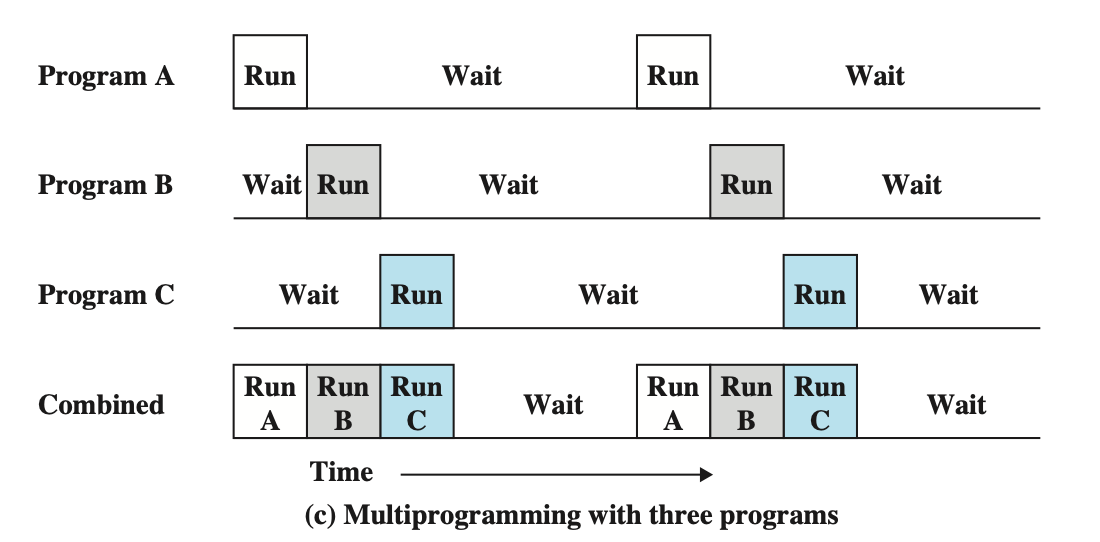 Program A Run Wait Run Wait
Program B Wait Run Wait Run Wait
Program C Wait Run Wait Run Wait
Combined Run A Run B Run C Wait Run A Run B Run C Wait
Time
(c) Multiprogramming with three programs